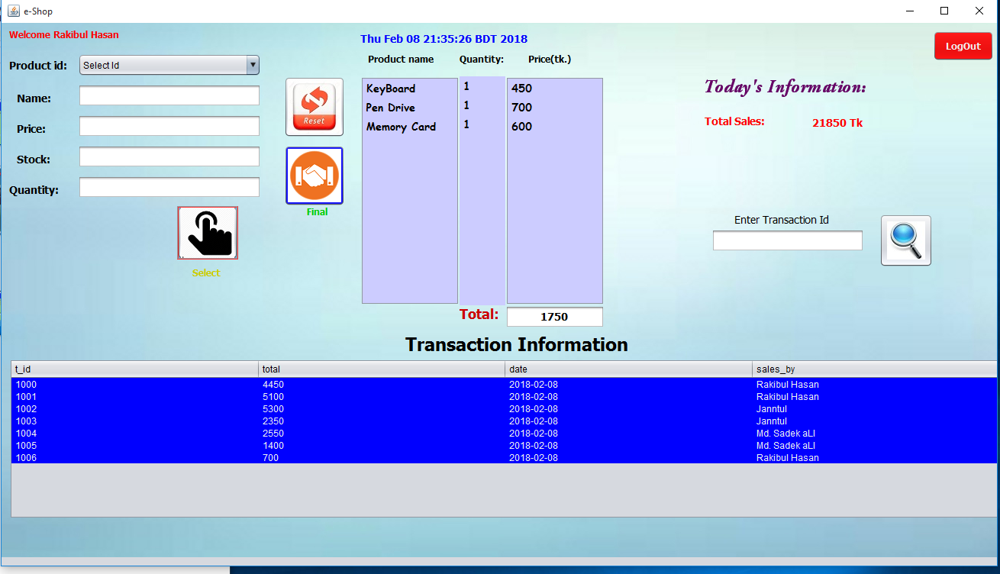 e-Shop
Welcome Rakibul Hasan
Thu Feb 08 21:35:26 BDT 2018
LogOut
Product id:
Select Id
Name:
Price:
Stock:
Quantity:
Select
Reset
Final
Product name Quantity: Price(tk.)
KeyBoard 1 450
Pen Drive 1 700
Memory Card 1 600
Total: 1750
Today's Information:
Total Sales: 21850 Tk
Enter Transaction Id
Transaction Information
t_id total date sales_by
1000 4450 2018-02-08 Rakibul Hasan
1001 5100 2018-02-08 Rakibul Hasan
1002 5300 2018-02-08 Janntul
1003 2350 2018-02-08 Janntul
1004 2550 2018-02-08 Md. Sadek aLI
1005 1400 2018-02-08 Md. Sadek aLI
1006 700 2018-02-08 Rakibul Hasan